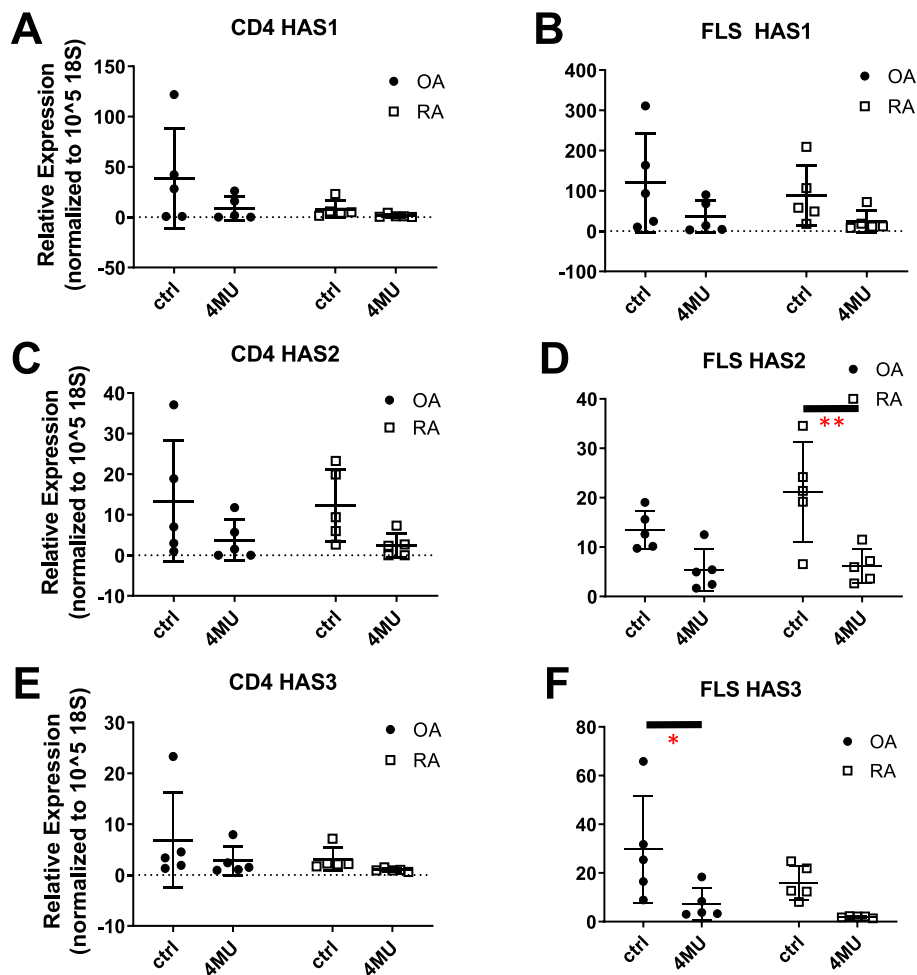 A
CD4 HAS1
Relative Expression
(normalized to 10^5 18S)
150
100
50
0
-50
OA
RA
ctrl
4MU
ctrl
4MU
B
FLS HAS1
400
300
200
100
0
-100
OA
RA
ctrl
4MU
ctrl
4MU
C
CD4 HAS2
Relative Expression
(normalized to 10^5 18S)
40
30
20
10
0
-10
OA
RA
ctrl
4MU
ctrl
4MU
D
FLS HAS2
40
30
20
10
0
OA
RA
**
ctrl
4MU
ctrl
4MU
E
CD4 HAS3
Relative Expression
(normalized to 10^5 18S)
30
20
10
0
-10
OA
RA
ctrl
4MU
ctrl
4MU
F
FLS HAS3
80
60
40
20
0
*
OA
RA
ctrl
4MU
ctrl
4MU